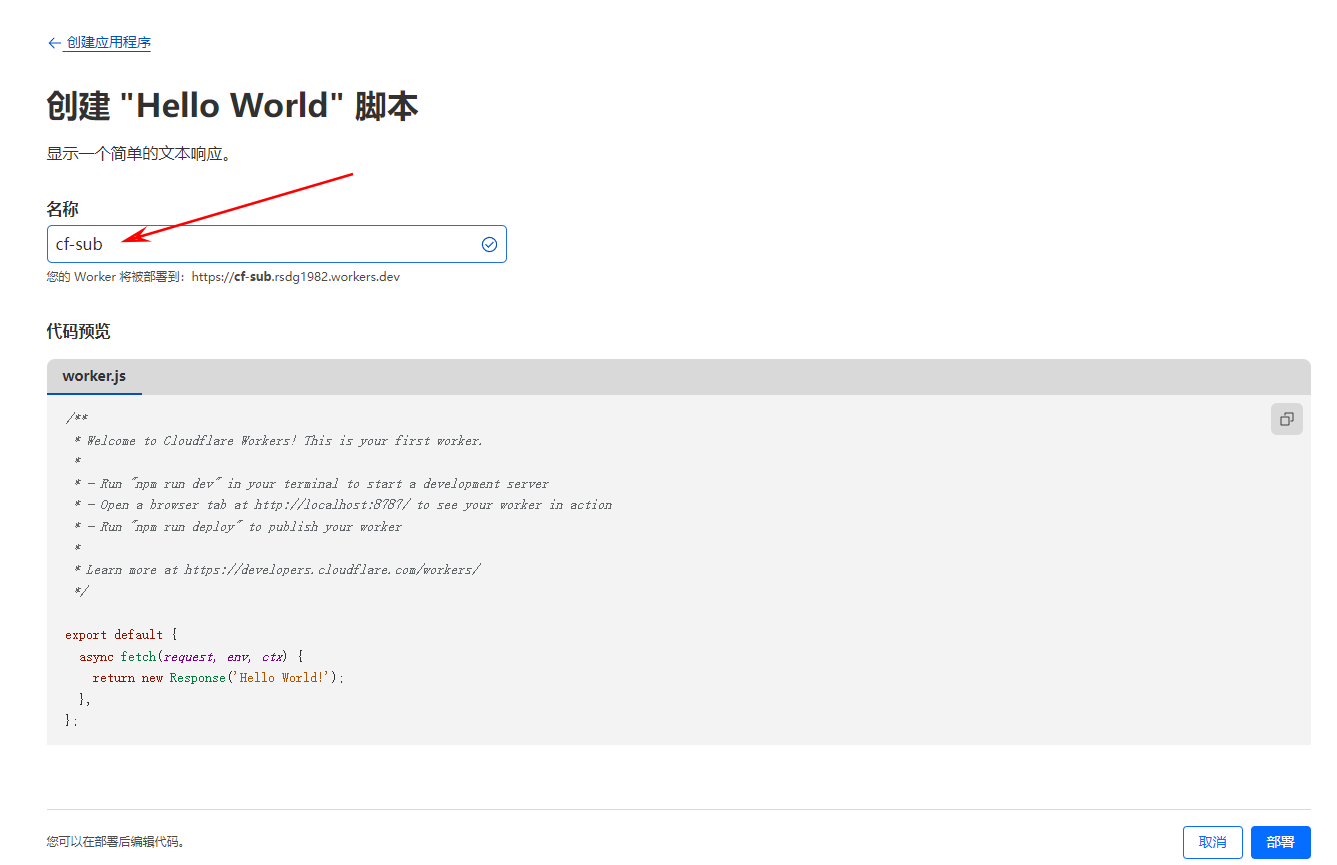 ← 创建应用程序
创建 "Hello World" 脚本
显示一个简单的文本响应。
名称
cf-sub
您的 Worker 将被部署到：https://cf-sub.rsdg1982.workers.dev
代码预览
worker.js
/**
 * Welcome to Cloudflare Workers! This is your first worker.
 *
 * - Run "npm run dev" in your terminal to start a development server
 * - Open a browser tab at http://localhost:8787/ to see your worker in action
 * - Run "npm run deploy" to publish your worker
 *
 * Learn more at https://developers.cloudflare.com/workers/
 */
export default {
  async fetch(request, env, ctx) {
    return new Response('Hello World!');
  },
};
您可以在部署后编辑代码。
取消 部署